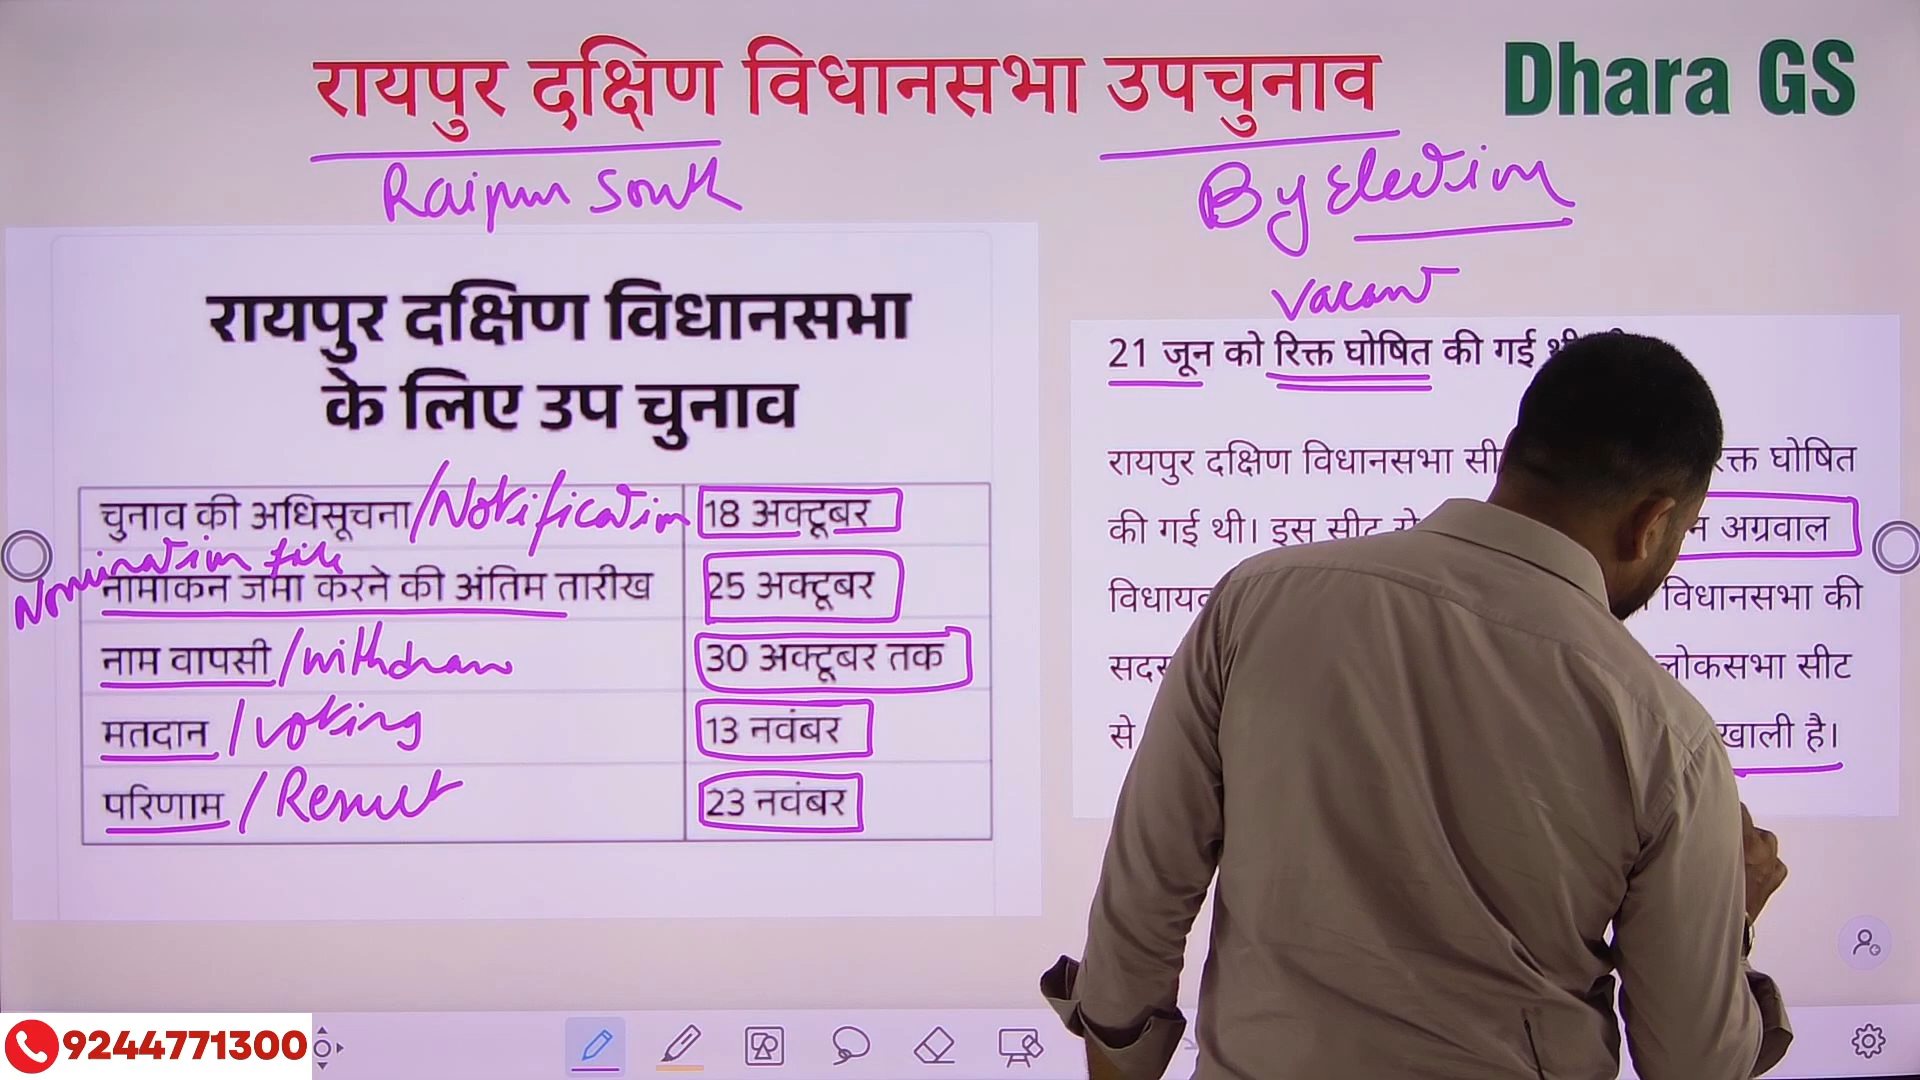 रायपुर दक्षिण विधानसभा उपचुनाव
Dhara GS
Raipur South
By Election
Vacant
रायपुर दक्षिण विधानसभा
के लिए उप चुनाव
चुनाव की अधिसूचना /Notification 18 अक्टूबर
Nomination file
नामांकन जमा करने की अंतिम तारीख 25 अक्टूबर
नाम वापसी /withdraw 30 अक्टूबर तक
मतदान /voting 13 नवंबर
परिणाम /Result 23 नवंबर
21 जून को रिक्त घोषित की गई
रायपुर दक्षिण विधानसभा घोषित
की गई थी। इस अग्रवाल
विधानसभा की
लोकसभा सीट
से खाली है।
9244771300